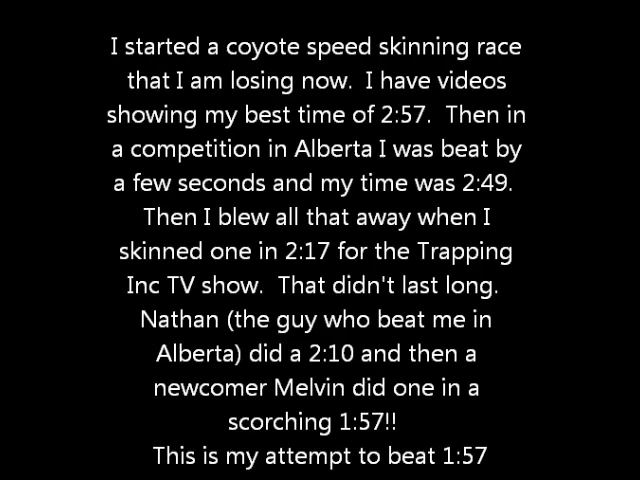 I started a coyote speed skinning race
that I am losing now.  I have videos
showing my best time of 2:57.  Then in
a competition in Alberta I was beat by
a few seconds and my time was 2:49.
Then I blew all that away when I
skinned one in 2:17 for the Trapping
Inc TV show.  That didn't last long.
Nathan (the guy who beat me in
Alberta) did a 2:10 and then a
newcomer Melvin did one in a
scorching 1:57!!
This is my attempt to beat 1:57